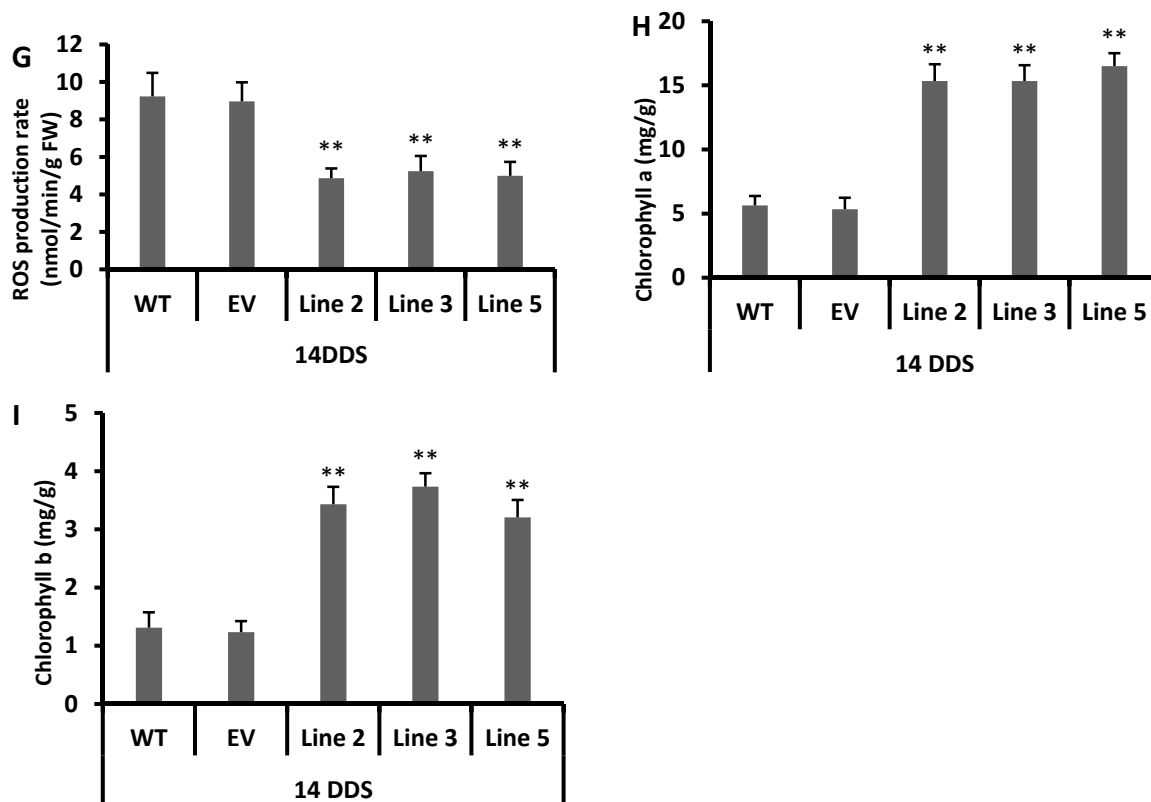 G
ROS production rate
(nmol/min/g FW)
12
10
8
6
4
2
0
**
**
**
WT EV Line 2 Line 3 Line 5
14DDS
H
Chlorophyll a (mg/g)
20
15
10
5
0
**
**
**
WT EV Line 2 Line 3 Line 5
14 DDS
I
Chlorophyll b (mg/g)
5
4
3
2
1
0
**
**
**
WT EV Line 2 Line 3 Line 5
14 DDS